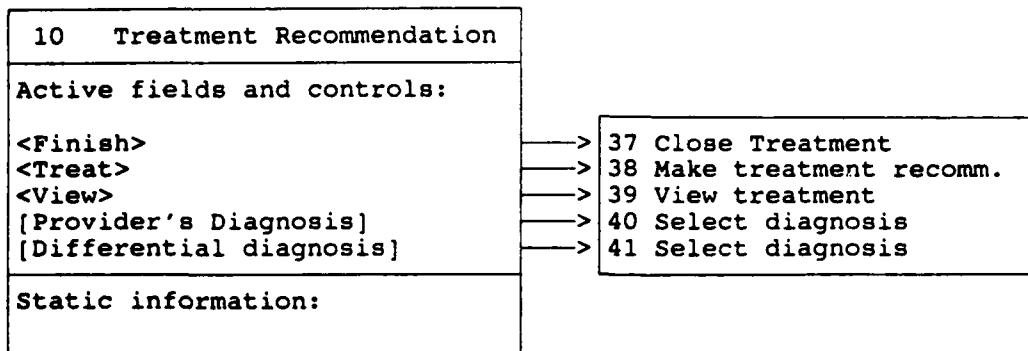 10 Treatment Recommendation
Active fields and controls:
<Finish>
<Treat>
<View>
[Provider's Diagnosis]
[Differential diagnosis]
37 Close Treatment
38 Make treatment recomm.
39 View treatment
40 Select diagnosis
41 Select diagnosis
Static information: